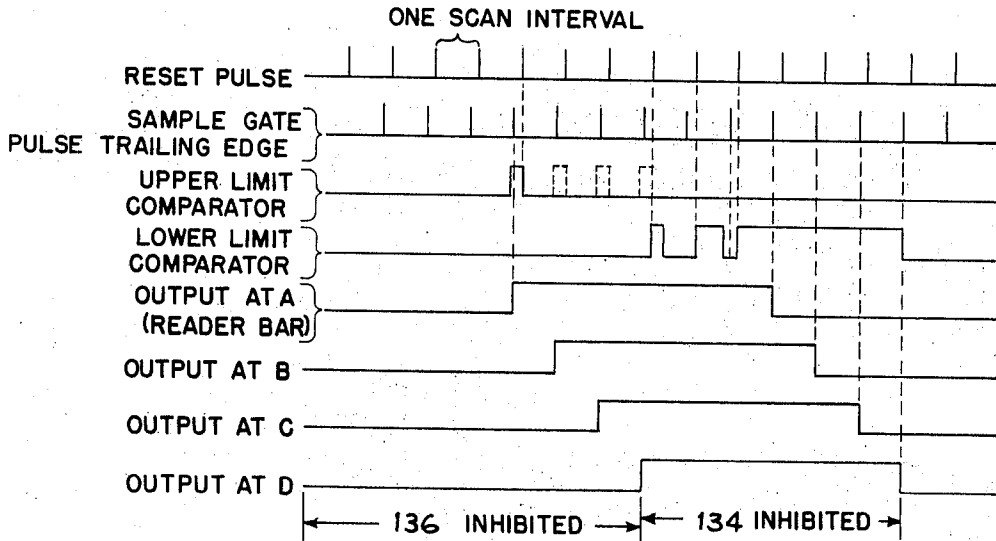 ONE SCAN INTERVAL
RESET PULSE
SAMPLE GATE
PULSE TRAILING EDGE
UPPER LIMIT
COMPARATOR
LOWER LIMIT
COMPARATOR
OUTPUT AT A
(READER BAR)
OUTPUT AT B
OUTPUT AT C
OUTPUT AT D
136 INHIBITED
134 INHIBITED